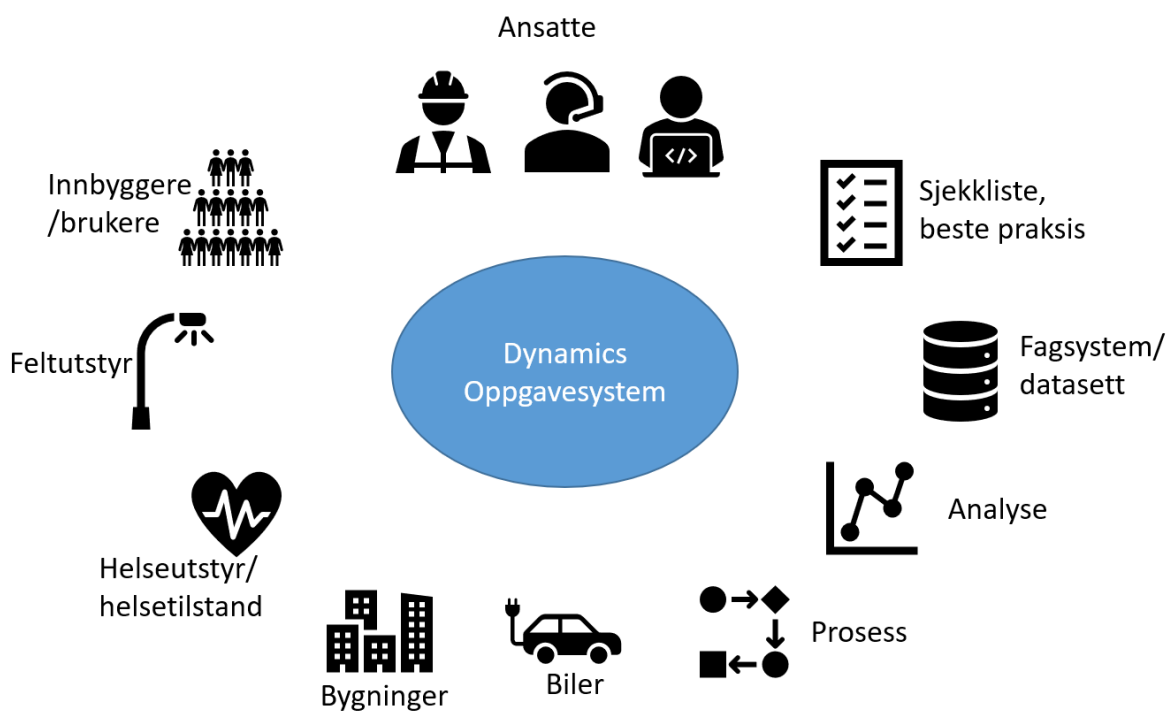 Ansatte
Innbyggere
/brukere
Sjekkliste,
beste praksis
Feltutstyr
Dynamics
Oppgavesystem
Fagsystem/
datasett
</>
Analyse
Helseutstyr/
helsetilstand
Prosess
Bygninger
Biler